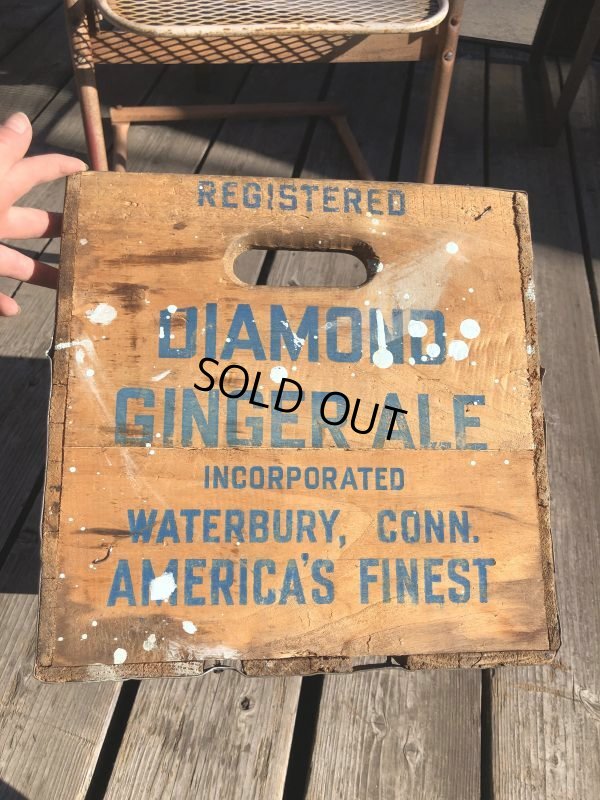 REGISTERED
DIAMOND
SOLD OUT
GINGER ALE
INCORPORATED
WATERBURY, CONN.
AMERICA'S FINEST